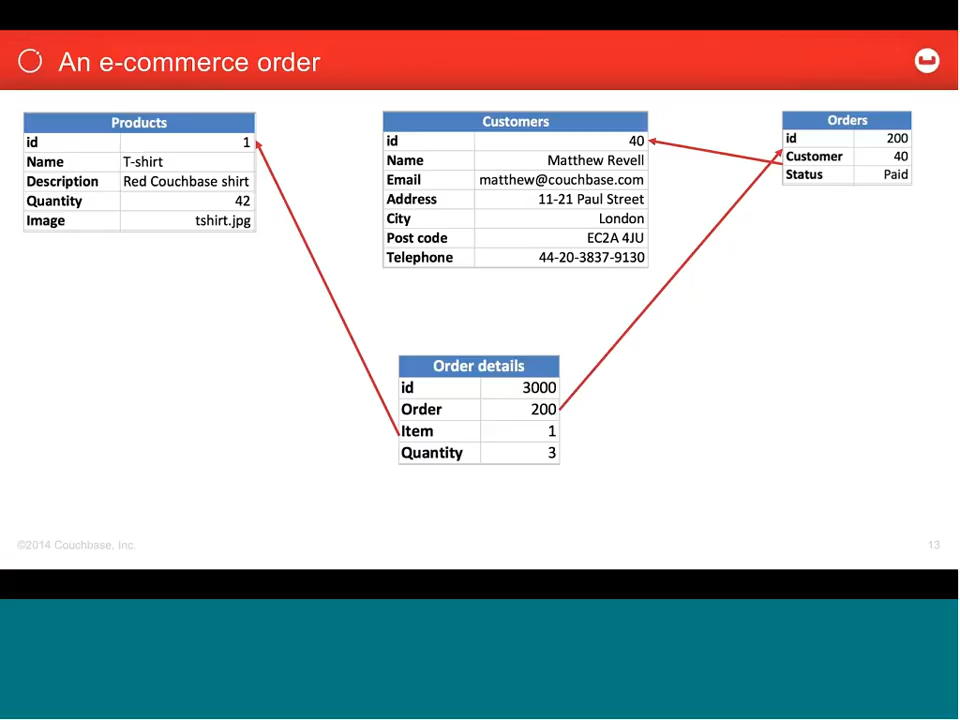 An e-commerce order
Products
id 1
Name T-shirt
Description Red Couchbase shirt
Quantity 42
Image tshirt.jpg
Customers
id 40
Name Matthew Revell
Email matthew@couchbase.com
Address 11-21 Paul Street
City London
Post code EC2A 4JU
Telephone 44-20-3837-9130
Orders
id 200
Customer 40
Status Paid
Order details
id 3000
Order 200
Item 1
Quantity 3
©2014 Couchbase, Inc.
13